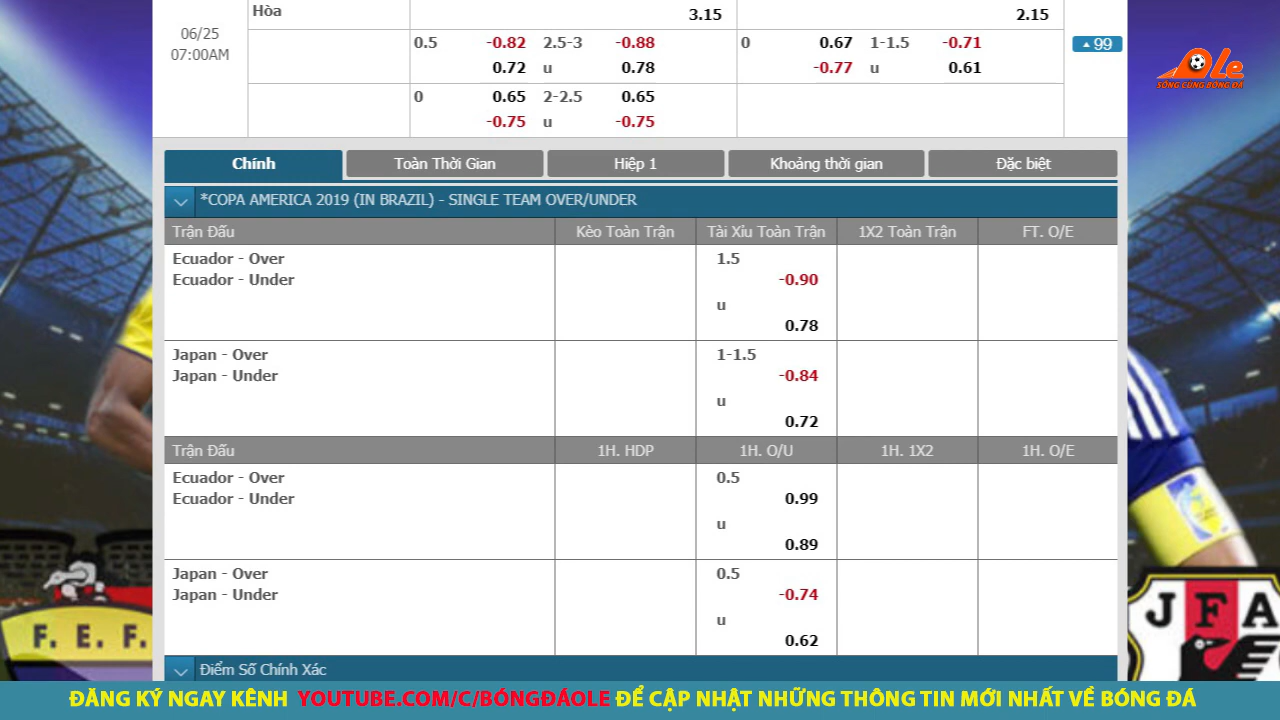 Hòa 3.15 2.15
06/25
07:00AM
0.5 -0.82 2.5-3 -0.88 0 0.67 1-1.5 -0.71
0.72 u 0.78 -0.77 u 0.61
99
0 0.65 2-2.5 0.65
-0.75 u -0.75
Ole
SỐNG CÙNG BÓNG ĐÁ
Chính Toàn Thời Gian Hiệp 1 Khoảng thời gian Đặc biệt
*COPA AMERICA 2019 (IN BRAZIL) - SINGLE TEAM OVER/UNDER
Trận Đấu Kèo Toàn Trận Tài Xỉu Toàn Trận 1X2 Toàn Trận FT. O/E
Ecuador - Over 1.5
Ecuador - Under -0.90
u
0.78
Japan - Over 1-1.5
Japan - Under -0.84
u
0.72
Trận Đấu 1H. HDP 1H. O/U 1H. 1X2 1H. O/E
Ecuador - Over 0.5
Ecuador - Under 0.99
u
0.89
Japan - Over 0.5
Japan - Under -0.74
u
0.62
Điểm Số Chính Xác
F. E. F.
JFA
ĐĂNG KÝ NGAY KÊNH YOUTUBE.COM/C/BÓNGĐÁOLE ĐỂ CẬP NHẬT NHỮNG THÔNG TIN MỚI NHẤT VỀ BÓNG ĐÁ